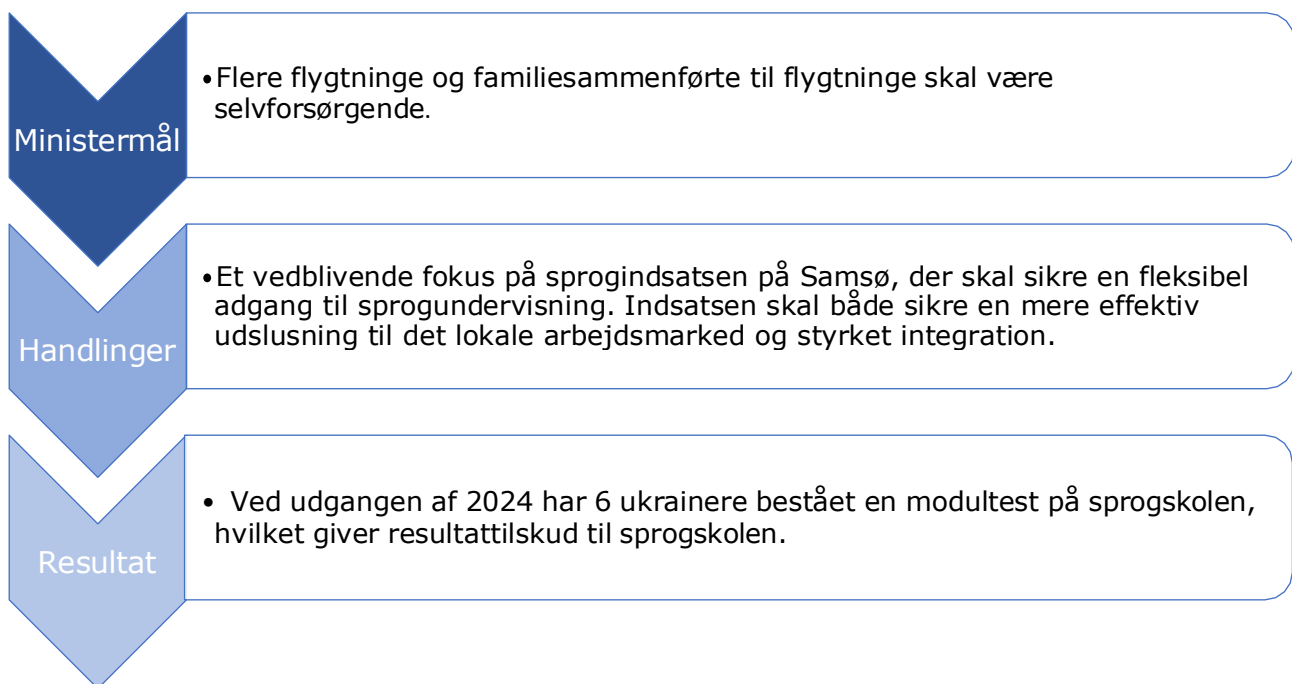 Ministermål
•Flere flygtninge og familiesammenførte til flygtninge skal være
selvforsørgende.
Handlinger
•Et vedblivende fokus på sprogindsatsen på Samsø, der skal sikre en fleksibel
adgang til sprogundervisning. Indsatsen skal både sikre en mere effektiv
udslusning til det lokale arbejdsmarked og styrket integration.
Resultat
• Ved udgangen af 2024 har 6 ukrainere bestået en modultest på sprogskolen,
hvilket giver resultattilskud til sprogskolen.